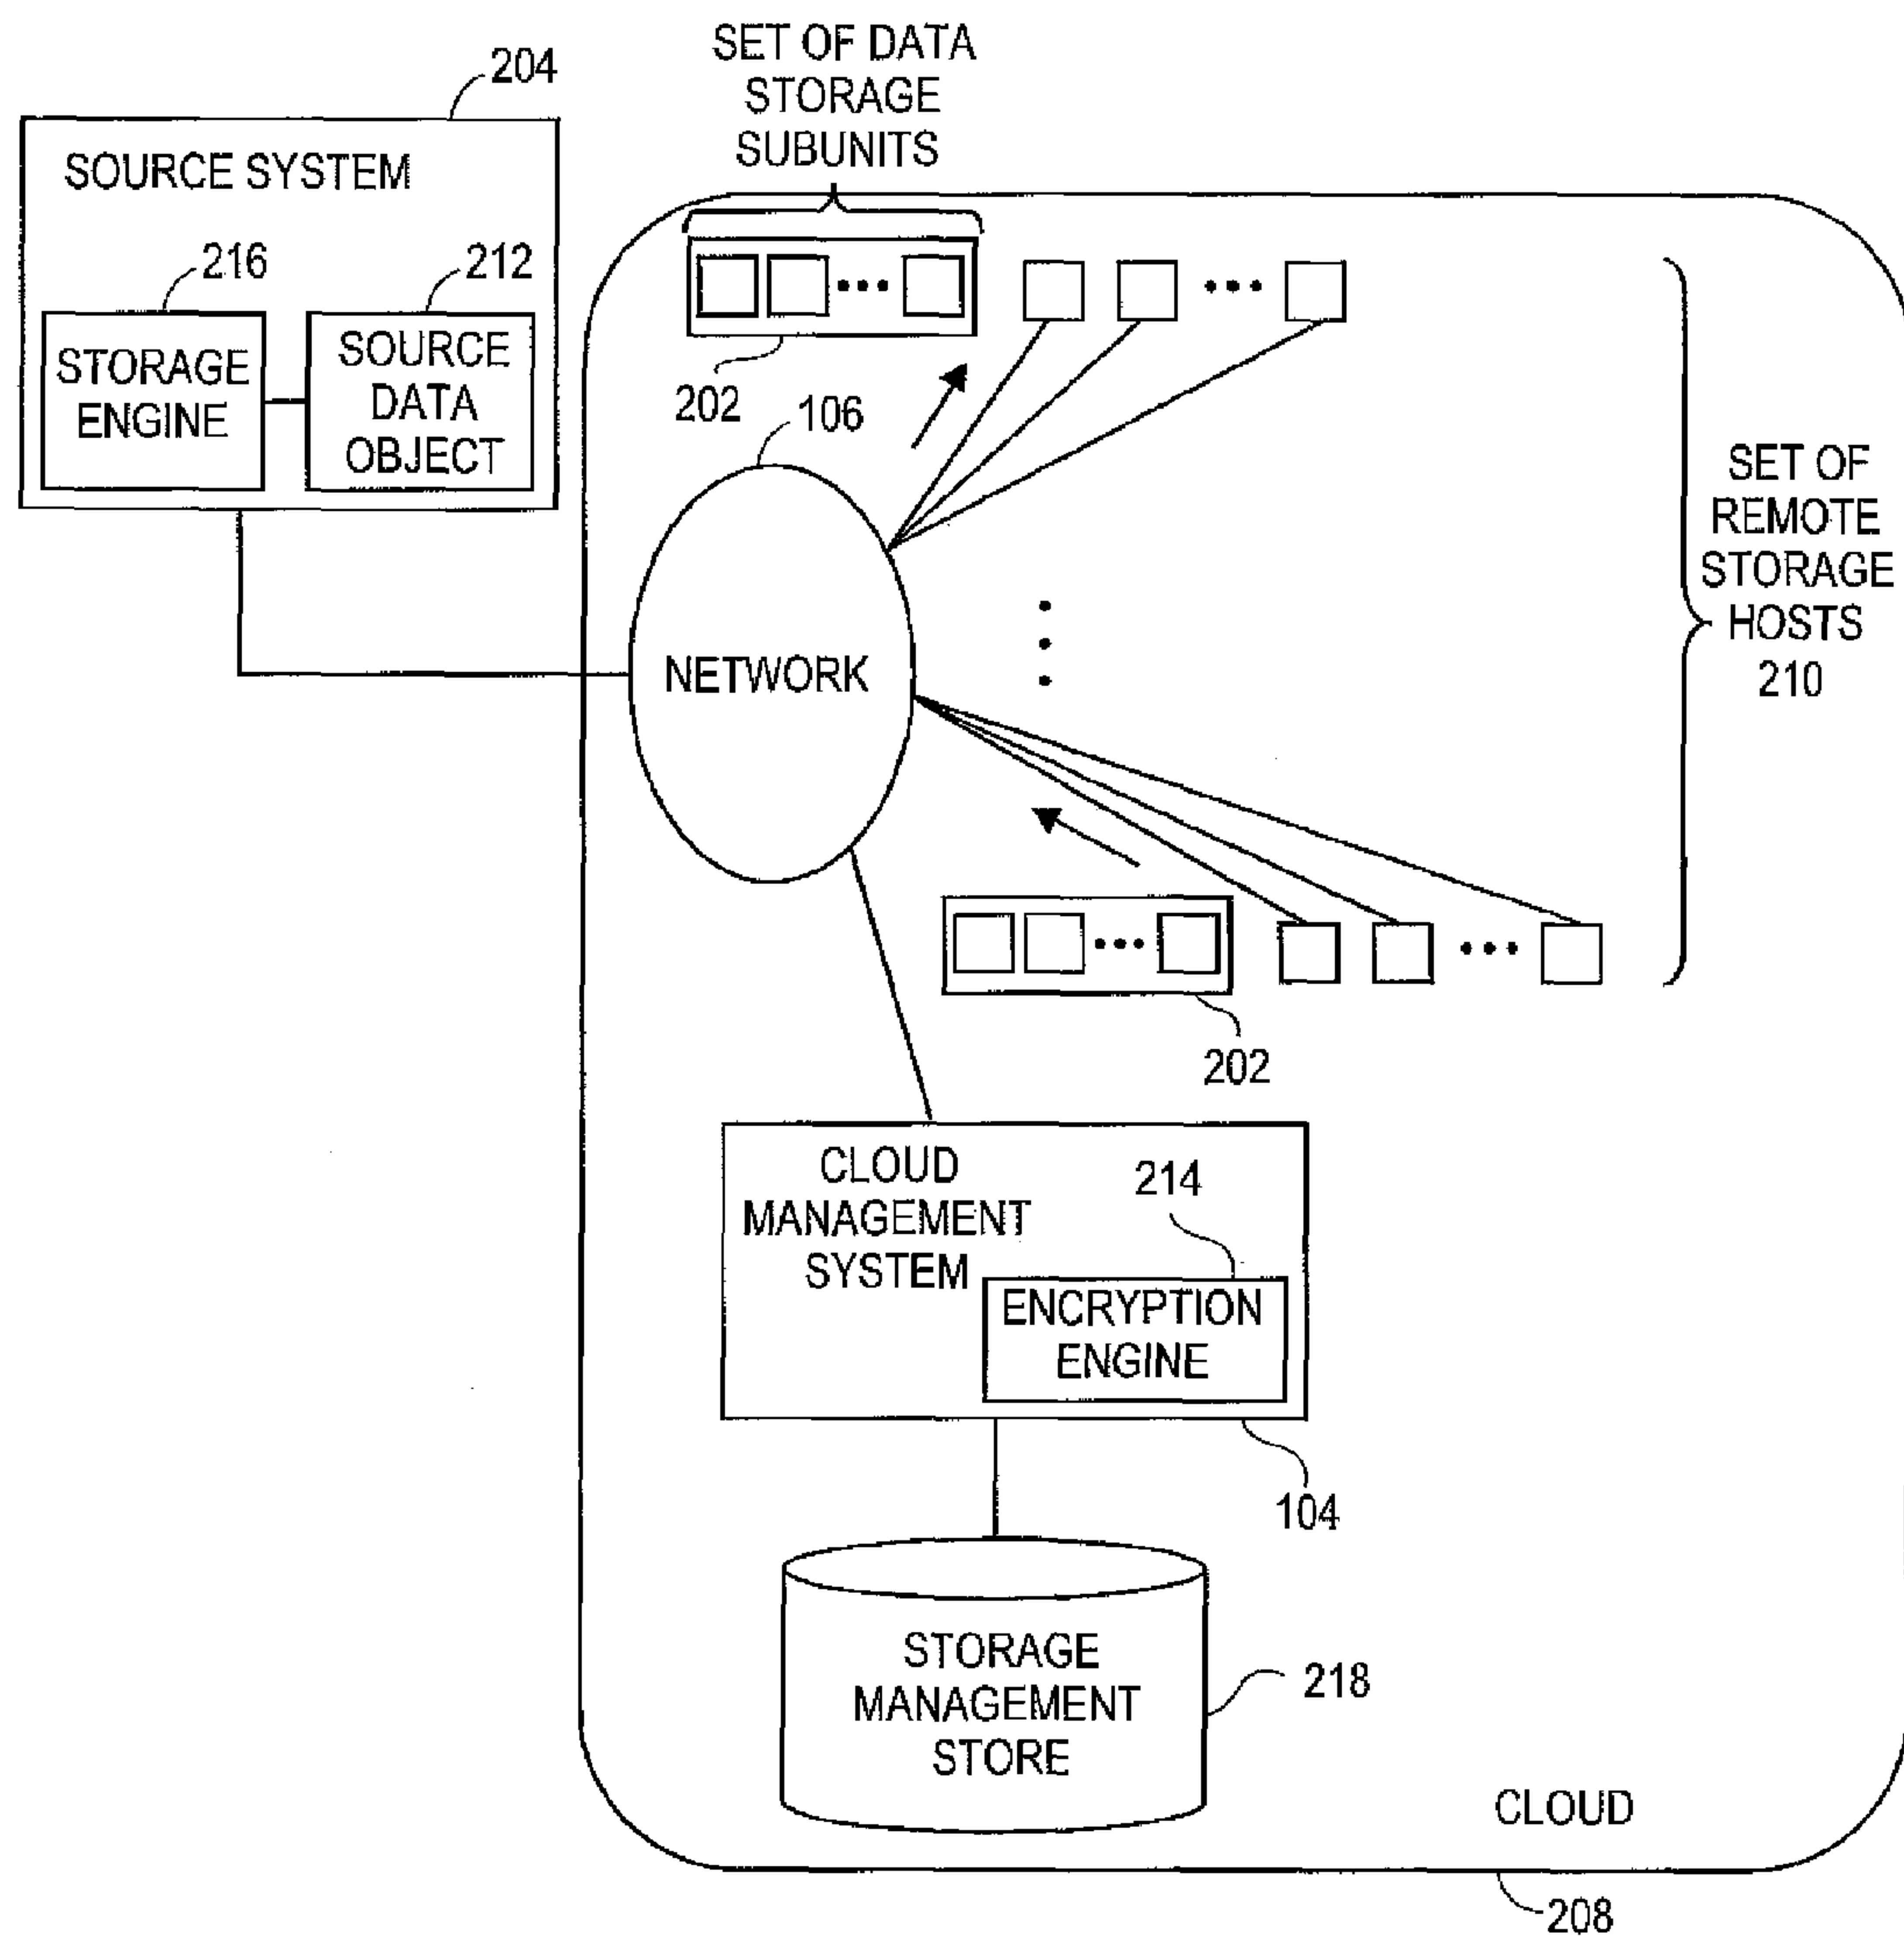 SET OF DATA
STORAGE
SUBUNITS
204
SOURCE SYSTEM
216
212
STORAGE
ENGINE
SOURCE
DATA
OBJECT
202
106
NETWORK
SET OF
REMOTE
STORAGE
HOSTS
210
202
CLOUD
MANAGEMENT
SYSTEM
214
ENCRYPTION
ENGINE
104
STORAGE
MANAGEMENT
STORE
218
CLOUD
208